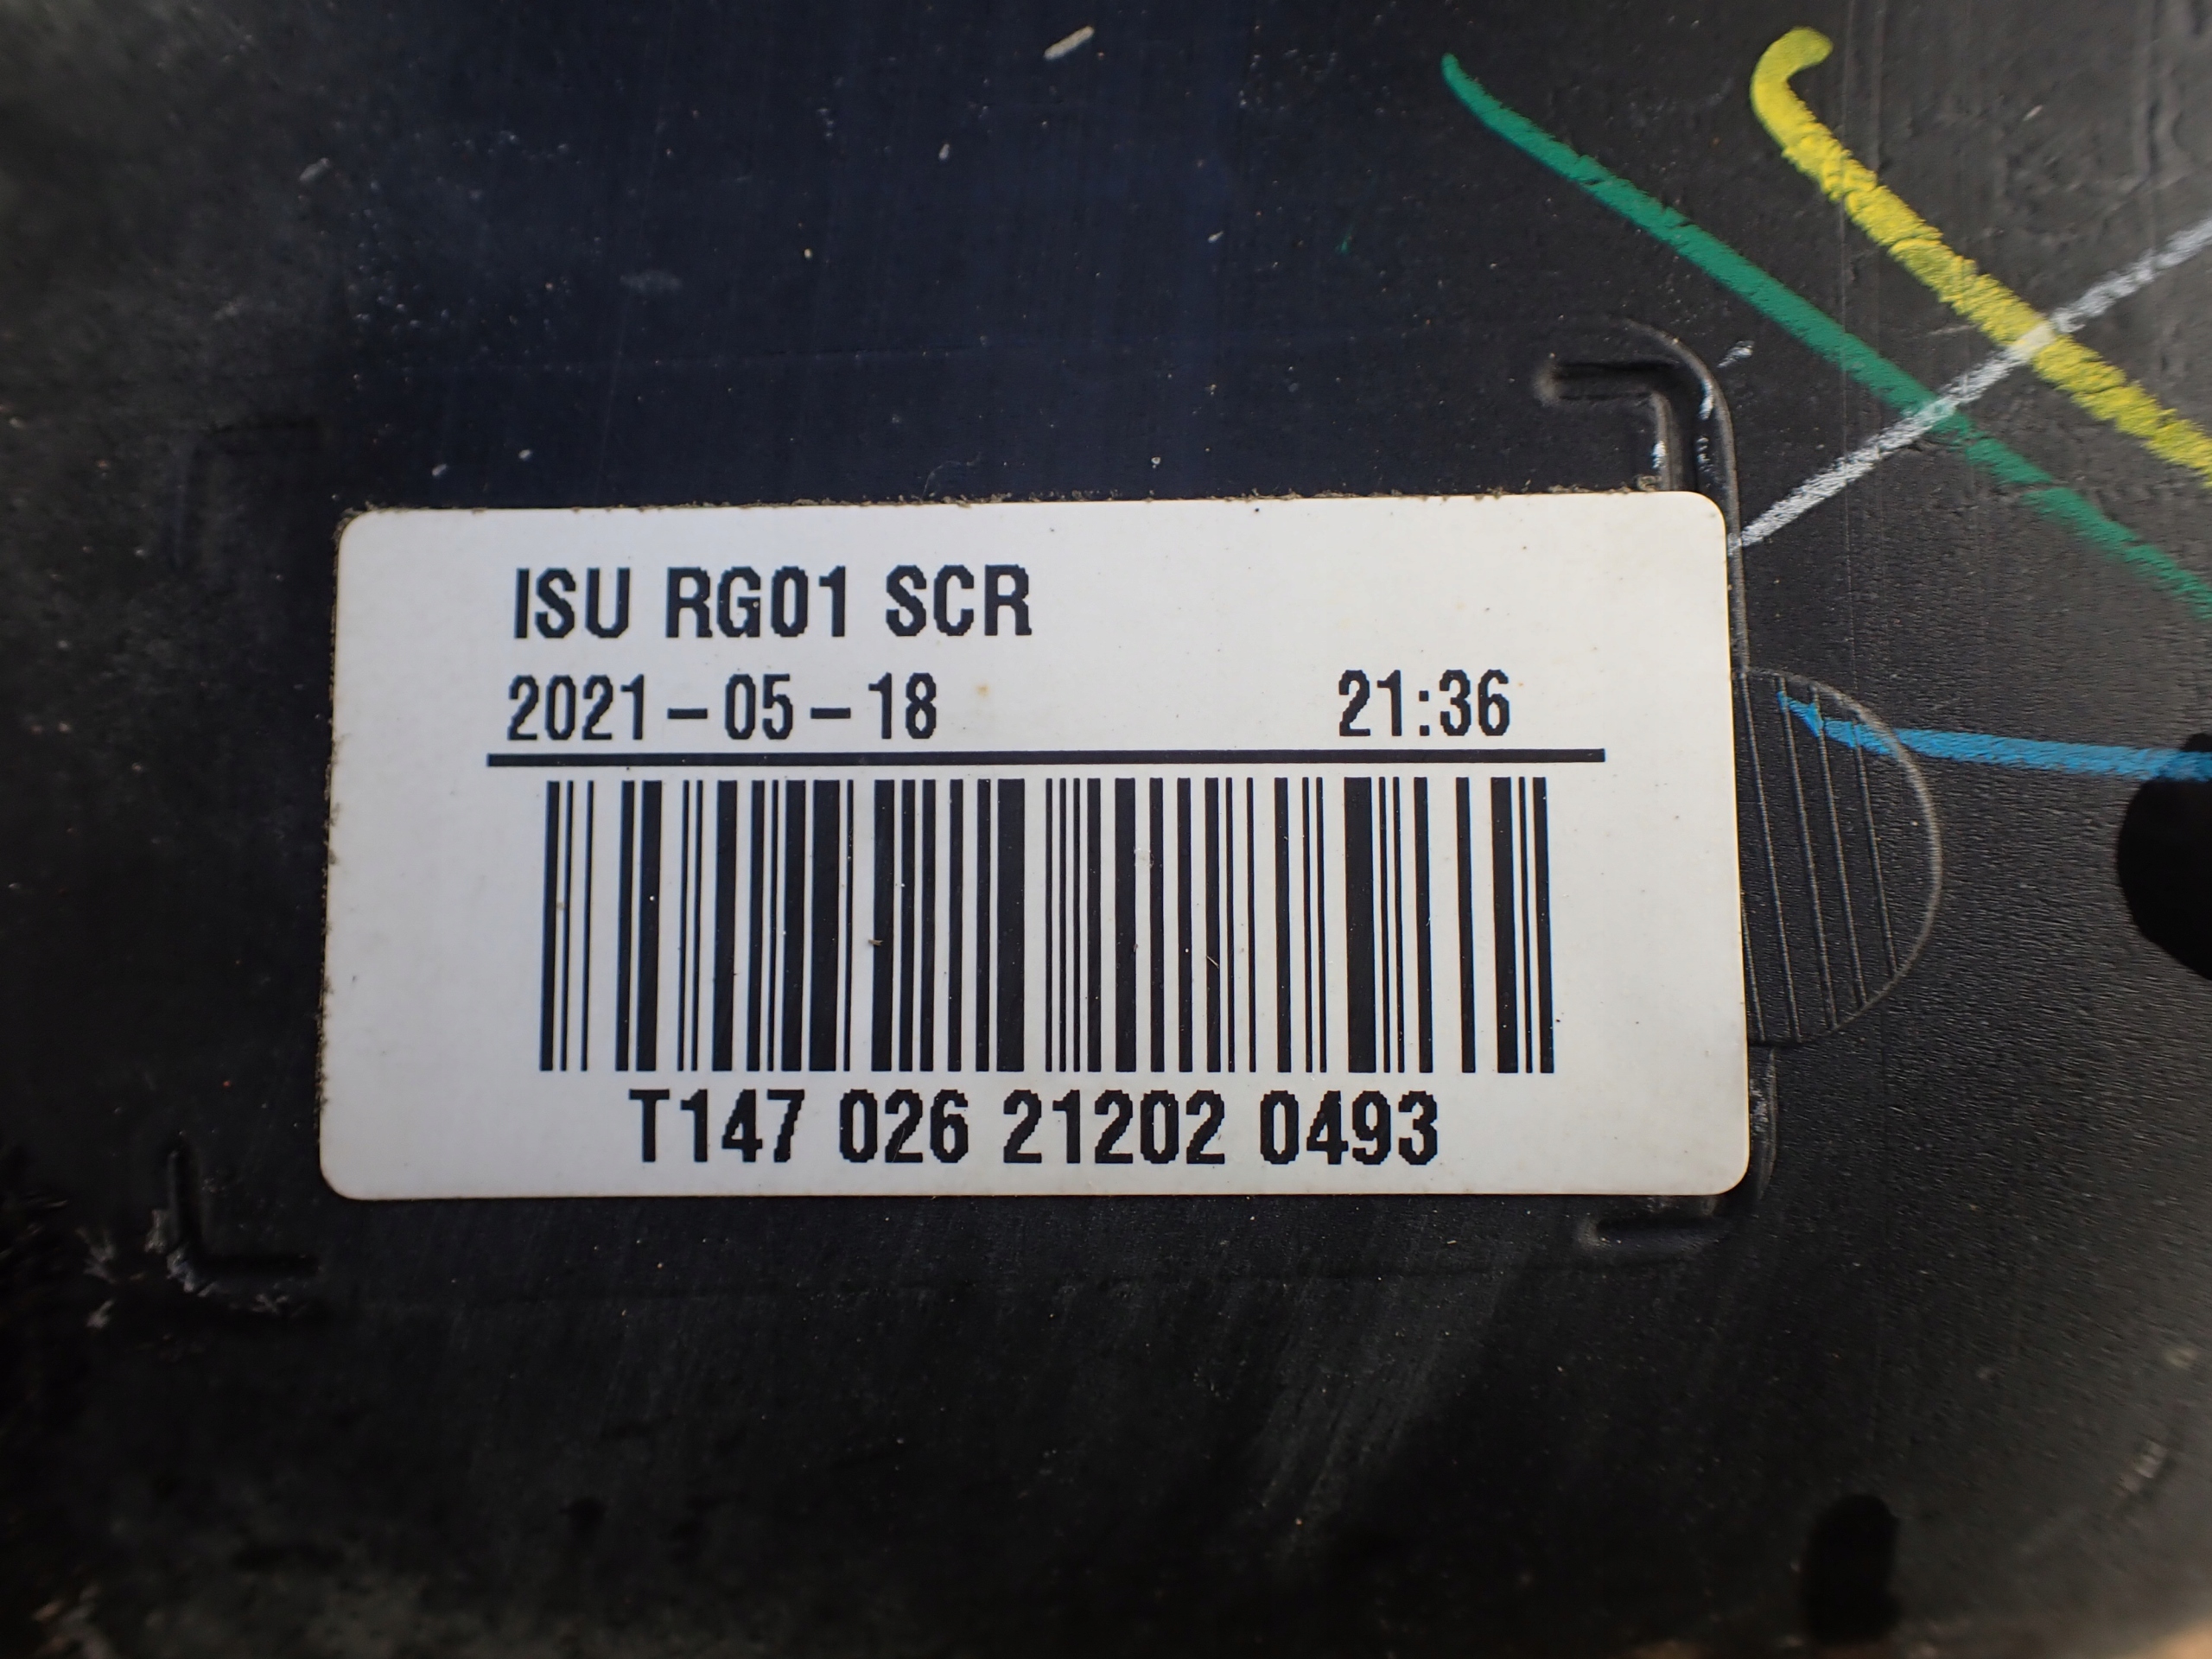 ISU RG01 SCR
2021-05-18 21:36
T147 026 21202 0493